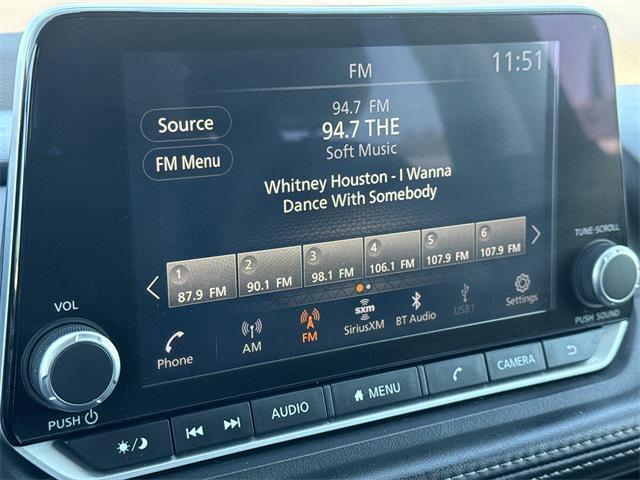 FM
11:51
Source
FM Menu
94.7 FM
94.7 THE
Soft Music
Whitney Houston - I Wanna
Dance With Somebody
1 2 3 4 5 6
87.9 FM 90.1 FM 98.1 FM 106.1 FM 107.9 FM 107.9 FM
Phone
AM
FM
sxm
SiriusXM
BT Audio
USB1
Settings
VOL
PUSH
TUNE-SCROLL
PUSH SOUND
AUDIO
MENU
CAMERA